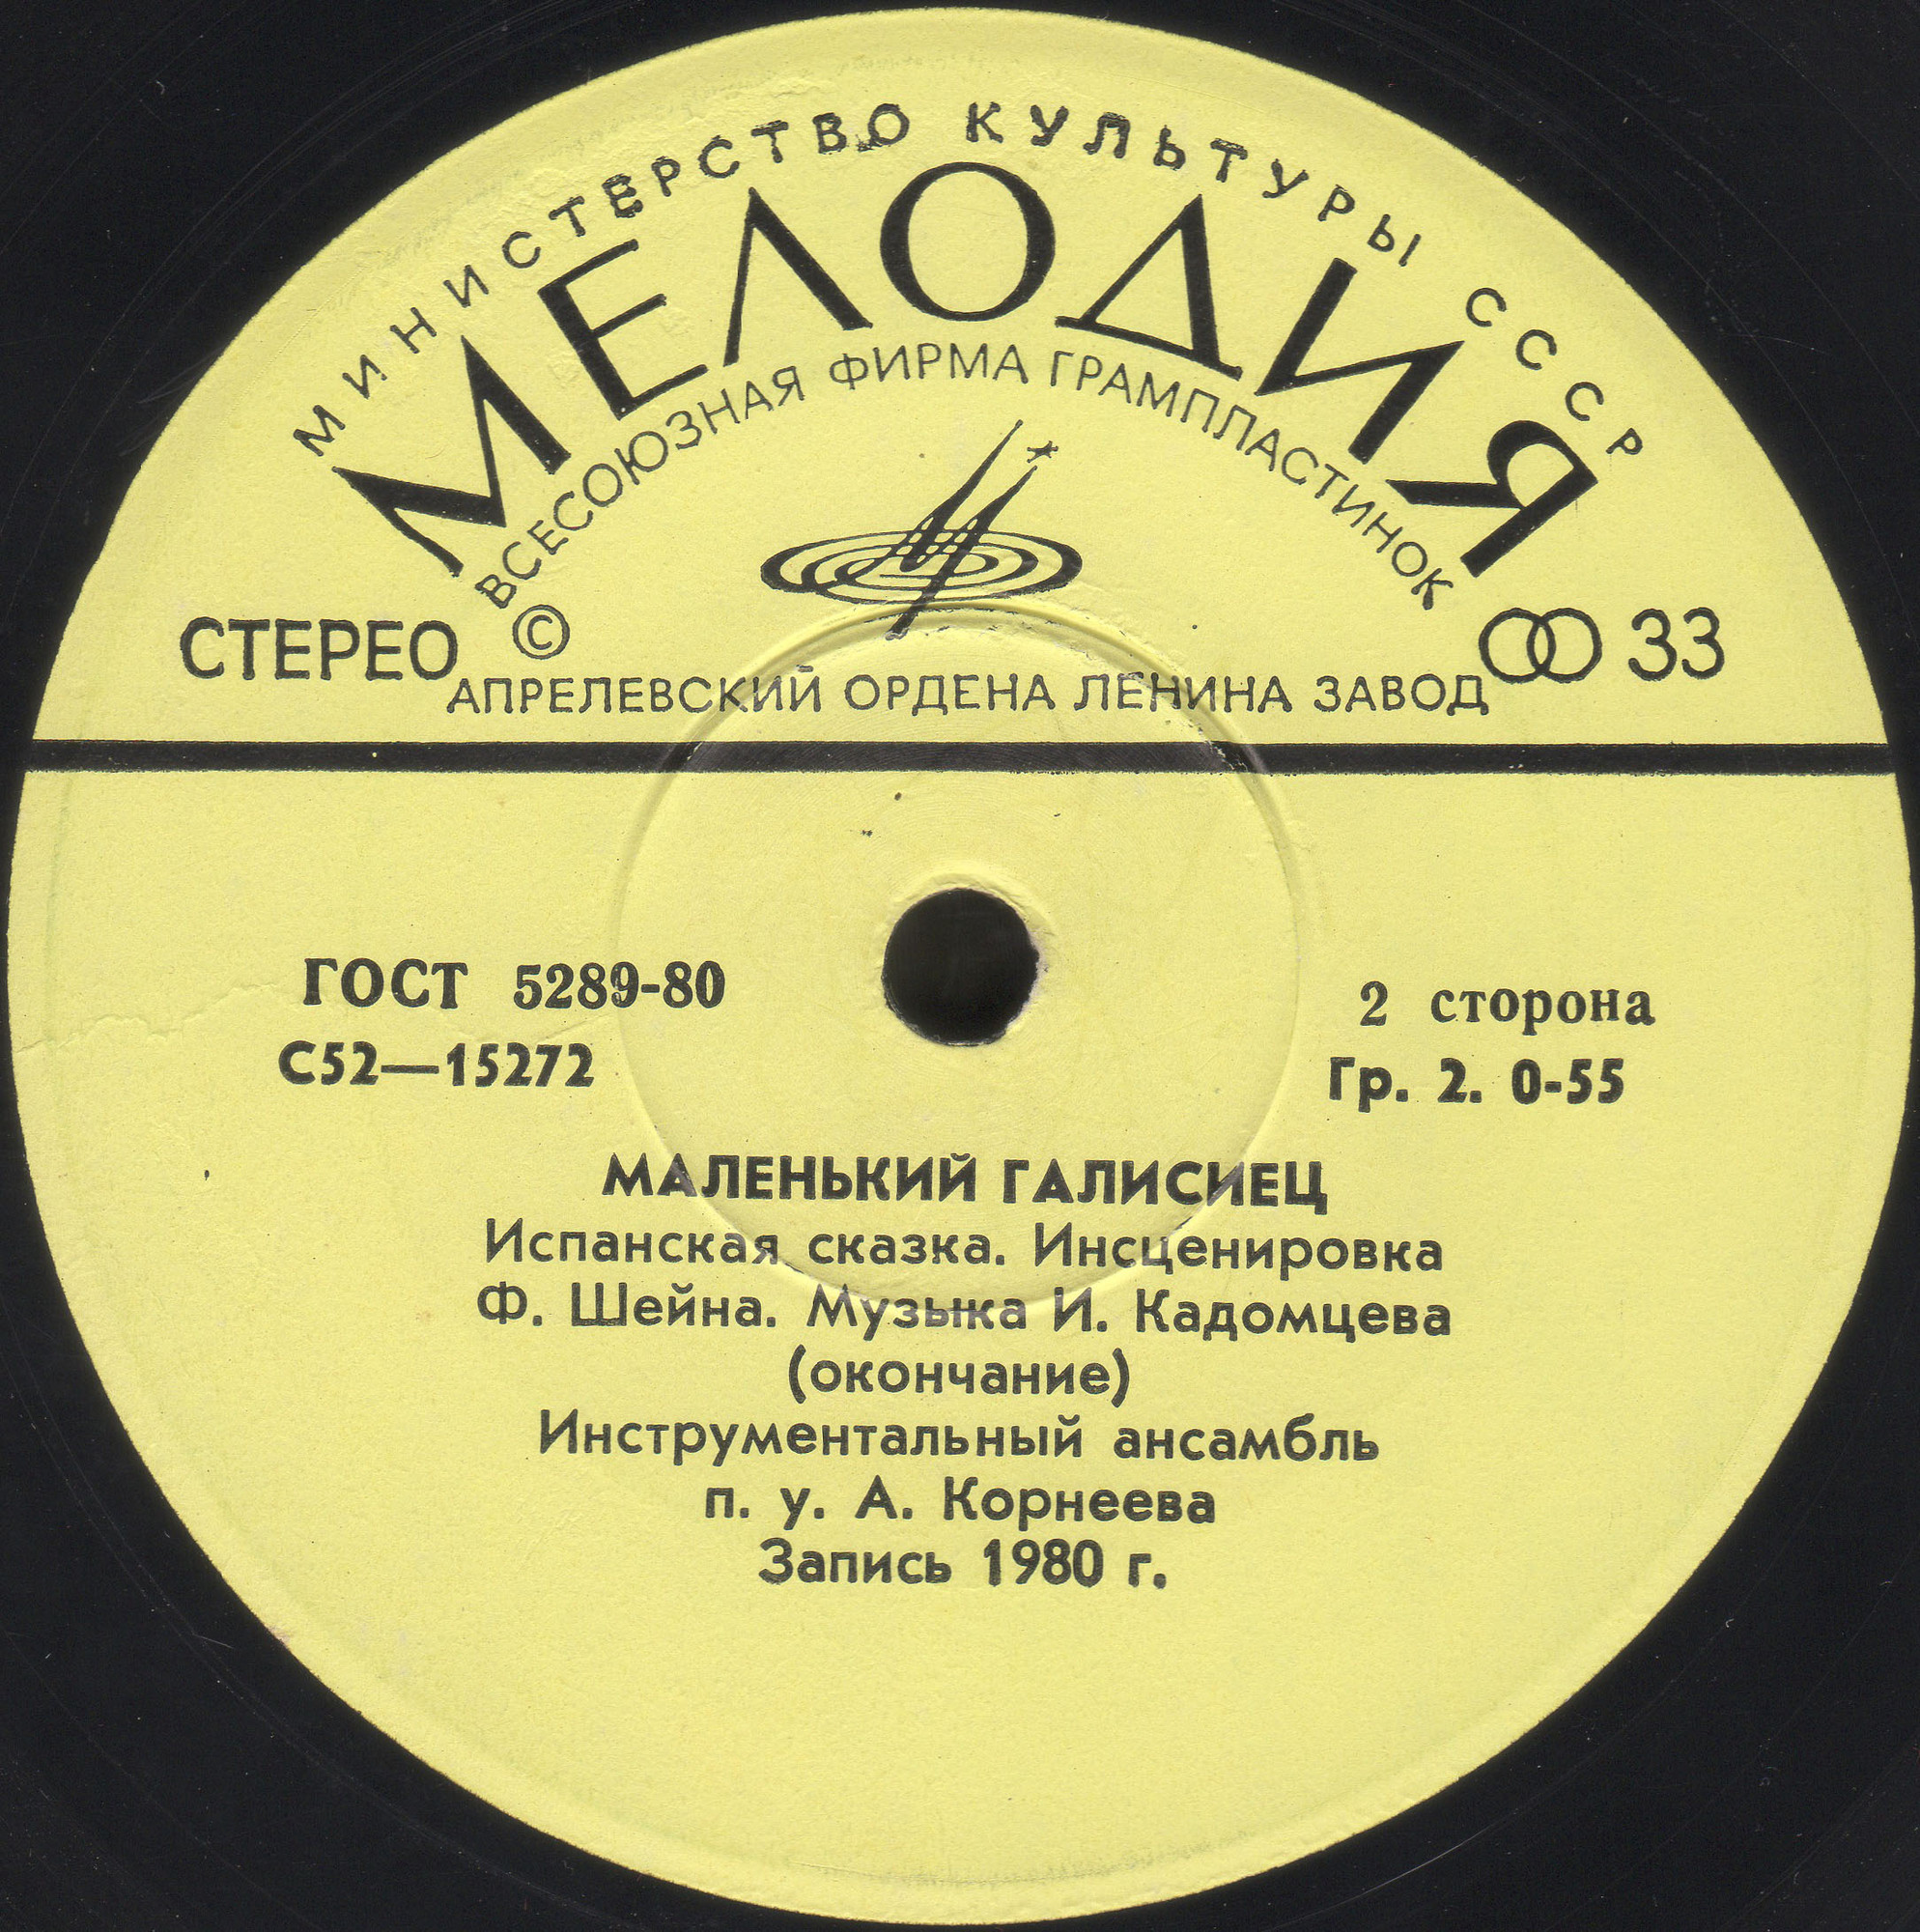 МИНИСТЕРСТВО КУЛЬТУРЫ СССР
МЕЛОДИЯ
ВСЕСОЮЗНАЯ ФИРМА ГРАМПЛАСТИНОК
СТЕРЕО © 33
АПРЕЛЕВСКИЙ ОРДЕНА ЛЕНИНА ЗАВОД
ГОСТ 5289-80
2 сторона
С52—15272
Гр. 2. 0-55
МАЛЕНЬКИЙ ГАЛИСИЕЦ
Испанская сказка. Инсценировка
Ф. Шейна. Музыка И. Кадомцева
(окончание)
Инструментальный ансамбль
п. у. А. Корнеева
Запись 1980 г.